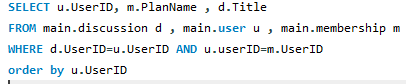 SELECT u.UserID, m.PlanName , d.Title
FROM main.discussion d , main.user u , main.membership m
WHERE d.UserID=u.UserID AND u.userID=m.UserID
order by u.UserID